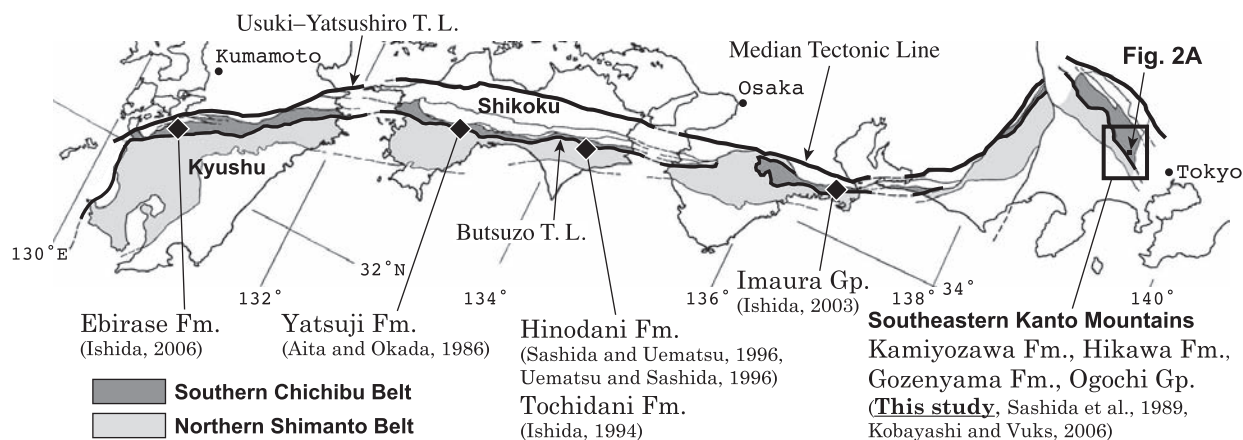 Usuki–Yatsushiro T. L.
Kumamoto
Median Tectonic Line
Fig. 2A
Osaka
Shikoku
Kyushu
Tokyo
Butsuzo T. L.
130˚E
32˚N
132˚
134˚
136˚
138˚
34˚
140˚
Ebirase Fm.
(Ishida, 2006)
Yatsuji Fm.
(Aita and Okada, 1986)
Hinodani Fm.
(Sashida and Uematsu, 1996,
Uematsu and Sashida, 1996)
Tochidani Fm.
(Ishida, 1994)
Imaura Gp.
(Ishida, 2003)
Southeastern Kanto Mountains
Kamiyozawa Fm., Hikawa Fm.,
Gozenyama Fm., Ogochi Gp.
(This study, Sashida et al., 1989,
Kobayashi and Vuks, 2006)
Southern Chichibu Belt
Northern Shimanto Belt